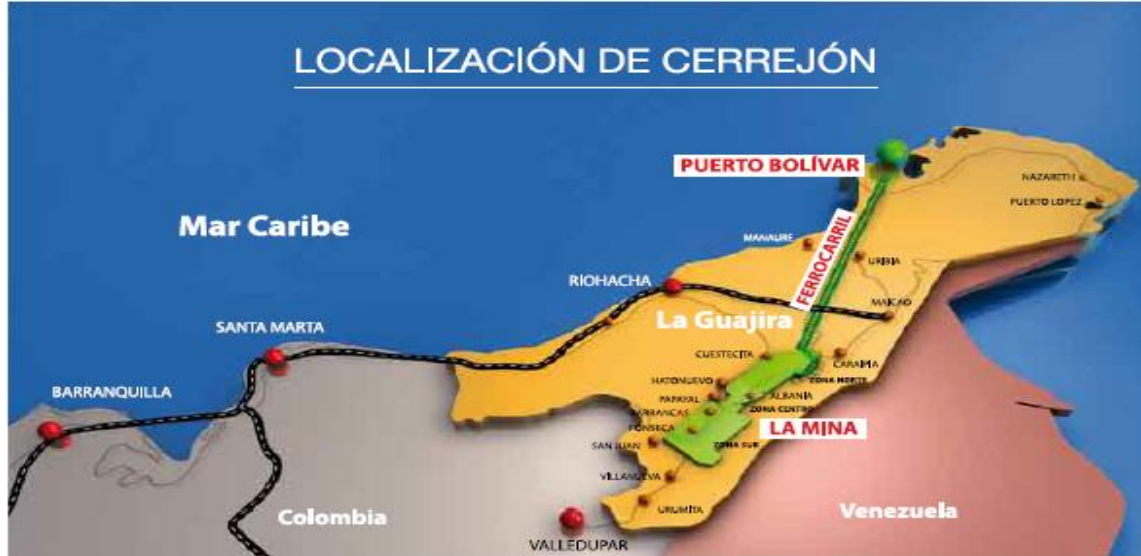 LOCALIZACIÓN DE CERREJÓN
PUERTO BOLÍVAR
NAZARETH
PUERTO LOPEZ
Mar Caribe
MANAURE
FERROCARRIL
URIBIA
RIOHACHA
MAICAO
La Guajira
SANTA MARTA
CUESTECITA
CARAIPIA
ZONA NORTE
HATONUEVO
BARRANQUILLA
PAPAYAL
ALBANIA
BARRANCAS
ZONA CENTRO
FONSECA
LA MINA
SAN JUAN
ZONA SUR
VILLANUEVA
Colombia
URUMITA
Venezuela
VALLEDUPAR